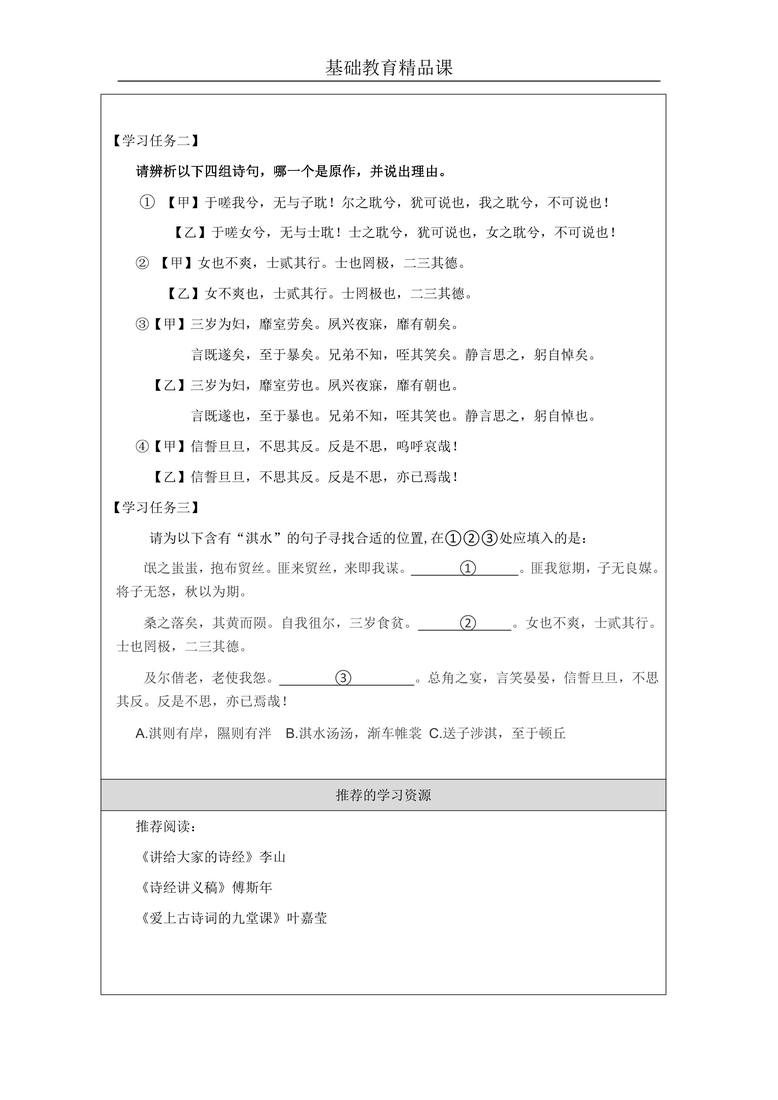 基础教育精品课
【学习任务二】
请辨析以下四组诗句，哪一个是原作，并说出理由。
① 【甲】于嗟我兮，无与子耽！尔之耽兮，犹可说也，我之耽兮，不可说也！
【乙】于嗟女兮，无与士耽！士之耽兮，犹可说也，女之耽兮，不可说也！
② 【甲】女也不爽，士贰其行。士也罔极，二三其德。
【乙】女不爽也，士贰其行。士罔极也，二三其德。
③【甲】三岁为妇，靡室劳矣。夙兴夜寐，靡有朝矣。
言既遂矣，至于暴矣。兄弟不知，咥其笑矣。静言思之，躬自悼矣。
【乙】三岁为妇，靡室劳也。夙兴夜寐，靡有朝也。
言既遂也，至于暴也。兄弟不知，咥其笑也。静言思之，躬自悼也。
④【甲】信誓旦旦，不思其反。反是不思，呜呼哀哉！
【乙】信誓旦旦，不思其反。反是不思，亦已焉哉！
【学习任务三】
请为以下含有“淇水”的句子寻找合适的位置,在①②③处应填入的是：
氓之蚩蚩，抱布贸丝。匪来贸丝，来即我谋。______①______。匪我愆期，子无良媒。
将子无怒，秋以为期。
桑之落矣，其黄而陨。自我徂尔，三岁食贫。______②______。女也不爽，士贰其行。
士也罔极，二三其德。
及尔偕老，老使我怨。______③______。总角之宴，言笑晏晏，信誓旦旦，不思
其反。反是不思，亦已焉哉！
A.淇则有岸，隰则有泮 B.淇水汤汤，渐车帷裳 C.送子涉淇，至于顿丘
推荐的学习资源
推荐阅读：
《讲给大家的诗经》李山
《诗经讲义稿》傅斯年
《爱上古诗词的九堂课》叶嘉莹